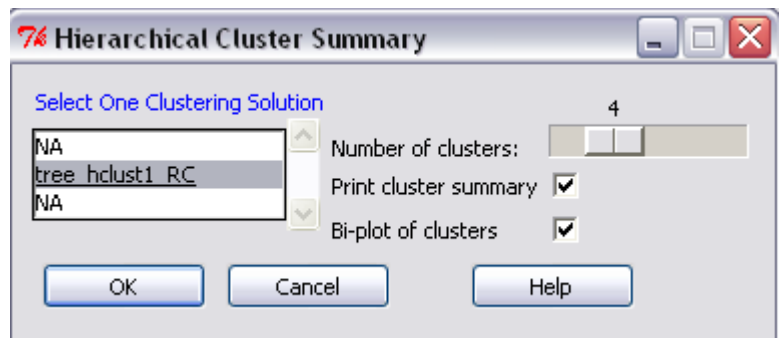 Hierarchical Cluster Summary
Select One Clustering Solution
NA
tree_hclust1_RC
NA
4
Number of clusters:
Print cluster summary
Bi-plot of clusters
OK
Cancel
Help